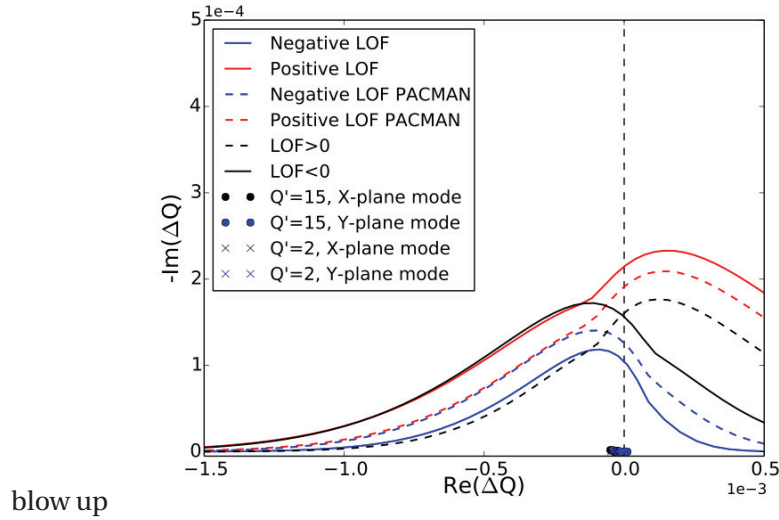 5 1e-4
Negative LOF
Positive LOF
Negative LOF PACMAN
Positive LOF PACMAN
LOF>0
LOF<0
Q'=15, X-plane mode
Q'=15, Y-plane mode
Q'=2, X-plane mode
Q'=2, Y-plane mode
4
3
2
1
0
-Im(ΔQ)
−1.5 −1.0 −0.5 0.0 0.5
Re(ΔQ) 1e−3
blow up